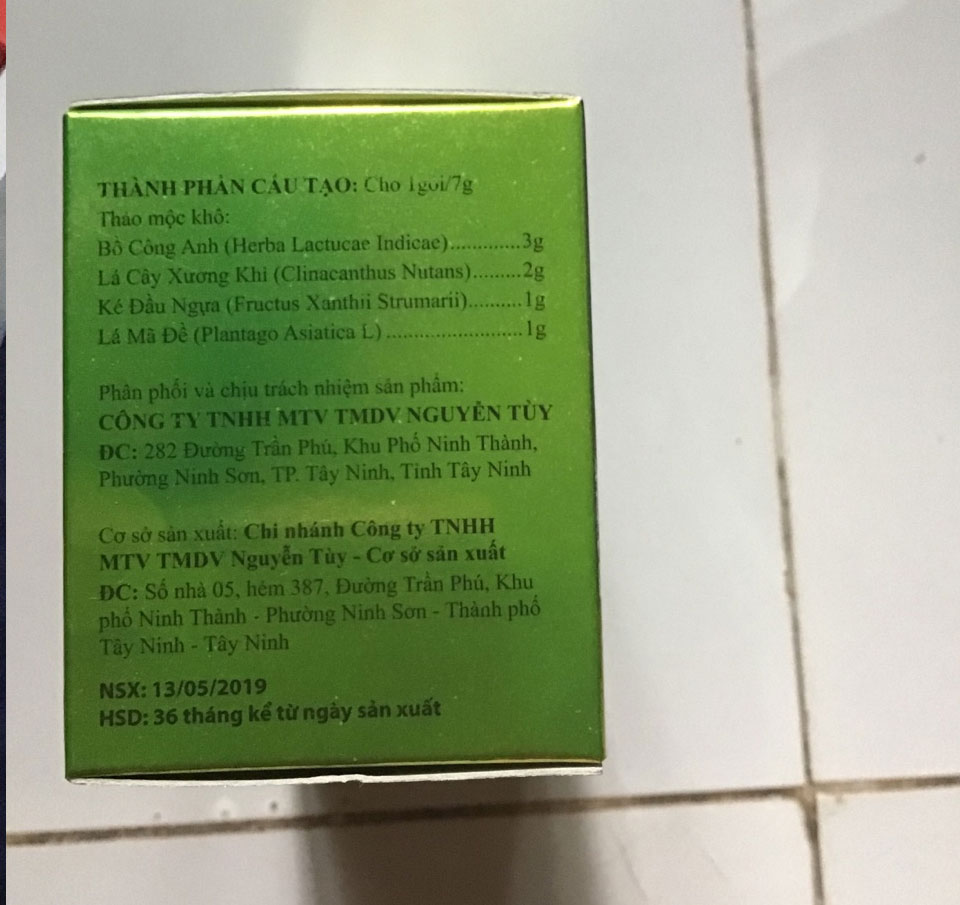 THÀNH PHẦN CẤU TẠO: Cho 1gói/7g
Thảo mộc khô:
Bồ Công Anh (Herba Lactucae Indicae).............3g
Lá Cây Xương Khỉ (Clinacanthus Nutans).........2g
Ké Đầu Ngựa (Fructus Xanthii Strumarii)..........1g
Lá Mã Đề (Plantago Asiatica L).........................1g
Phân phối và chịu trách nhiệm sản phẩm:
CÔNG TY TNHH MTV TMDV NGUYỄN TÙY
ĐC: 282 Đường Trần Phú, Khu Phố Ninh Thành,
Phường Ninh Sơn, TP. Tây Ninh, Tỉnh Tây Ninh
Cơ sở sản xuất: Chi nhánh Công ty TNHH
MTV TMDV Nguyễn Tùy - Cơ sở sản xuất
ĐC: Số nhà 05, hẻm 387, Đường Trần Phú, Khu
phố Ninh Thành - Phường Ninh Sơn - Thành phố
Tây Ninh - Tây Ninh
NSX: 13/05/2019
HSD: 36 tháng kể từ ngày sản xuất